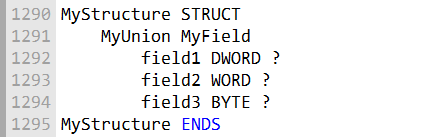 1290 MyStructure STRUCT
1291     MyUnion MyField
1292         field1 DWORD ?
1293         field2 WORD ?
1294         field3 BYTE ?
1295 MyStructure ENDS